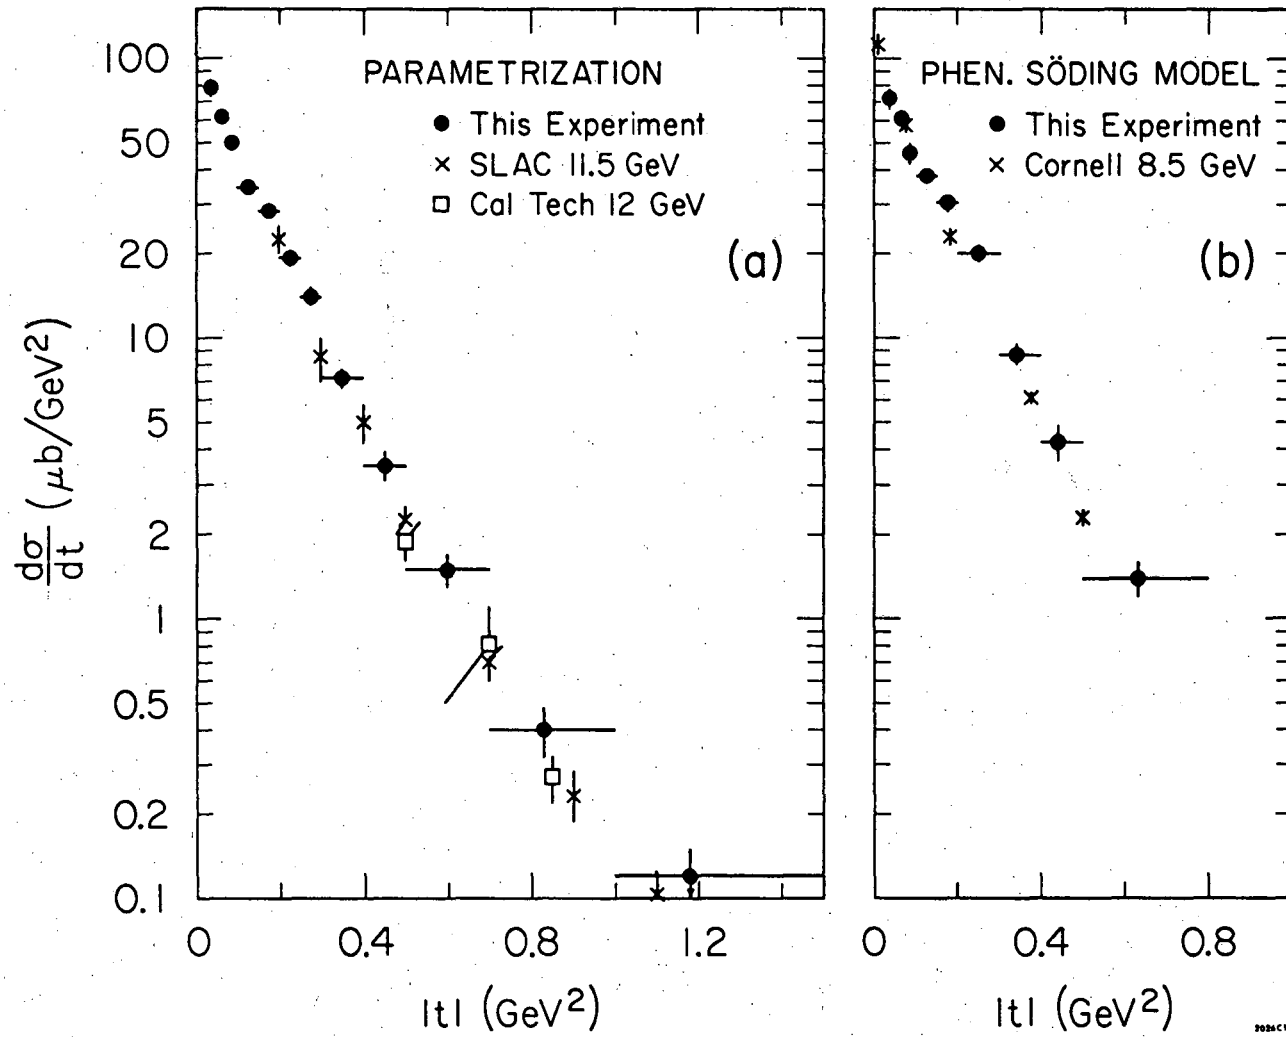 PARAMETRIZATION
● This Experiment
× SLAC 11.5 GeV
□ Cal Tech 12 GeV
(a)
100
50
20
10
5
2
1
0.5
0.2
0.1
dσ/dt (μb/GeV²)
0 0.4 0.8 1.2
|t| (GeV²)
PHEN. SÖDING MODEL
● This Experiment
× Cornell 8.5 GeV
(b)
0 0.4 0.8
|t| (GeV²)